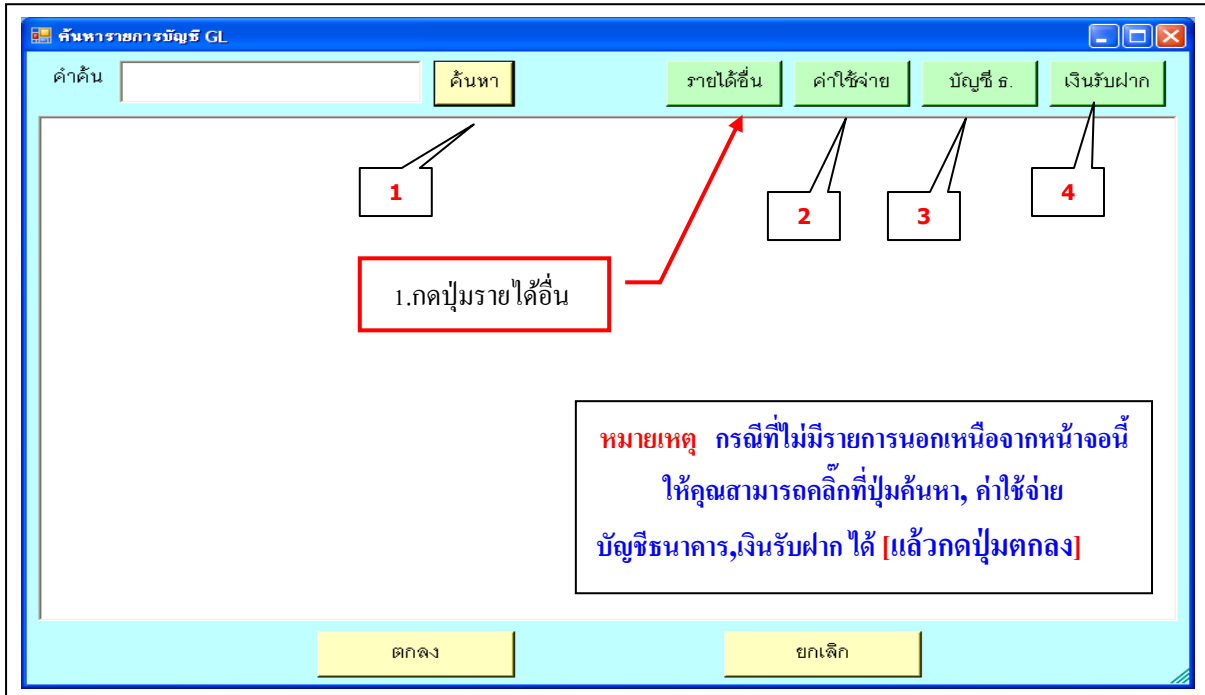 ค้นหารายการบัญชี GL
คำค้น ค้นหา รายได้อื่น ค่าใช้จ่าย บัญชี ธ. เงินรับฝาก
1 2 3 4
1.กดปุ่มรายได้อื่น
หมายเหตุ กรณีที่ไม่มีรายการนอกเหนือจากหน้าจอนี้
ให้คุณสามารถคลิ๊กที่ปุ่มค้นหา, ค่าใช้จ่าย
บัญชีธนาคาร,เงินรับฝาก ได้ [แล้วกดปุ่มตกลง]
ตกลง ยกเลิก